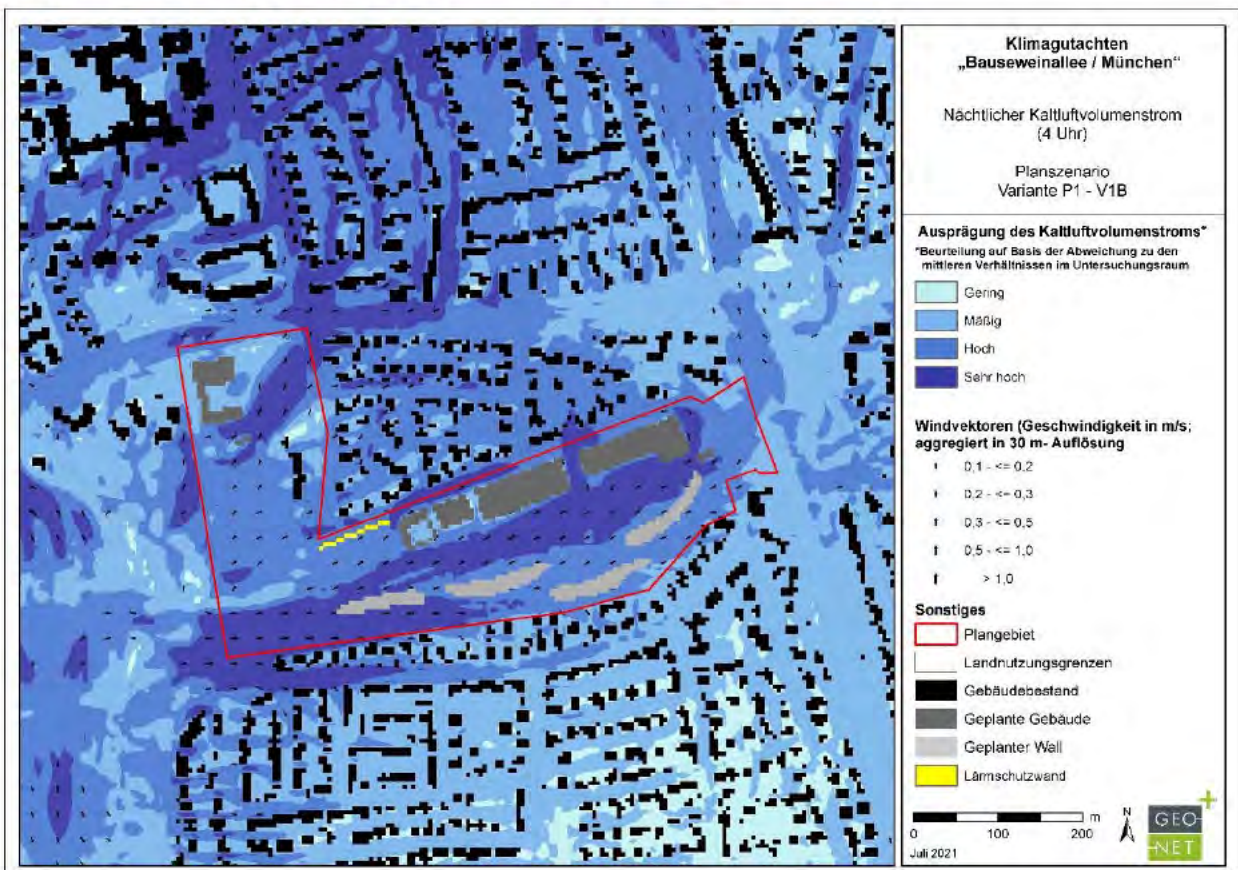 Klimagutachten
„Bauseweinallee / München“
Nächtlicher Kaltluftvolumenstrom
(4 Uhr)
Planszenario
Variante P1 - V1B
Ausprägung des Kaltluftvolumenstroms*
*Beurteilung auf Basis der Abweichung zu den
mittleren Verhältnissen im Untersuchungsraum
Gering
Mäßig
Hoch
Sehr hoch
Windvektoren (Geschwindigkeit in m/s;
aggregiert in 30 m- Auflösung
0,1 - <= 0,2
0,2 - <= 0,3
0,3 - <= 0,5
0,5 - <= 1,0
> 1,0
Sonstiges
Plangebiet
Landnutzungsgrenzen
Gebäudebestand
Geplante Gebäude
Geplanter Wall
Lärmschutzwand
0 100 200 m
N
Juli 2021
GEO-
NET